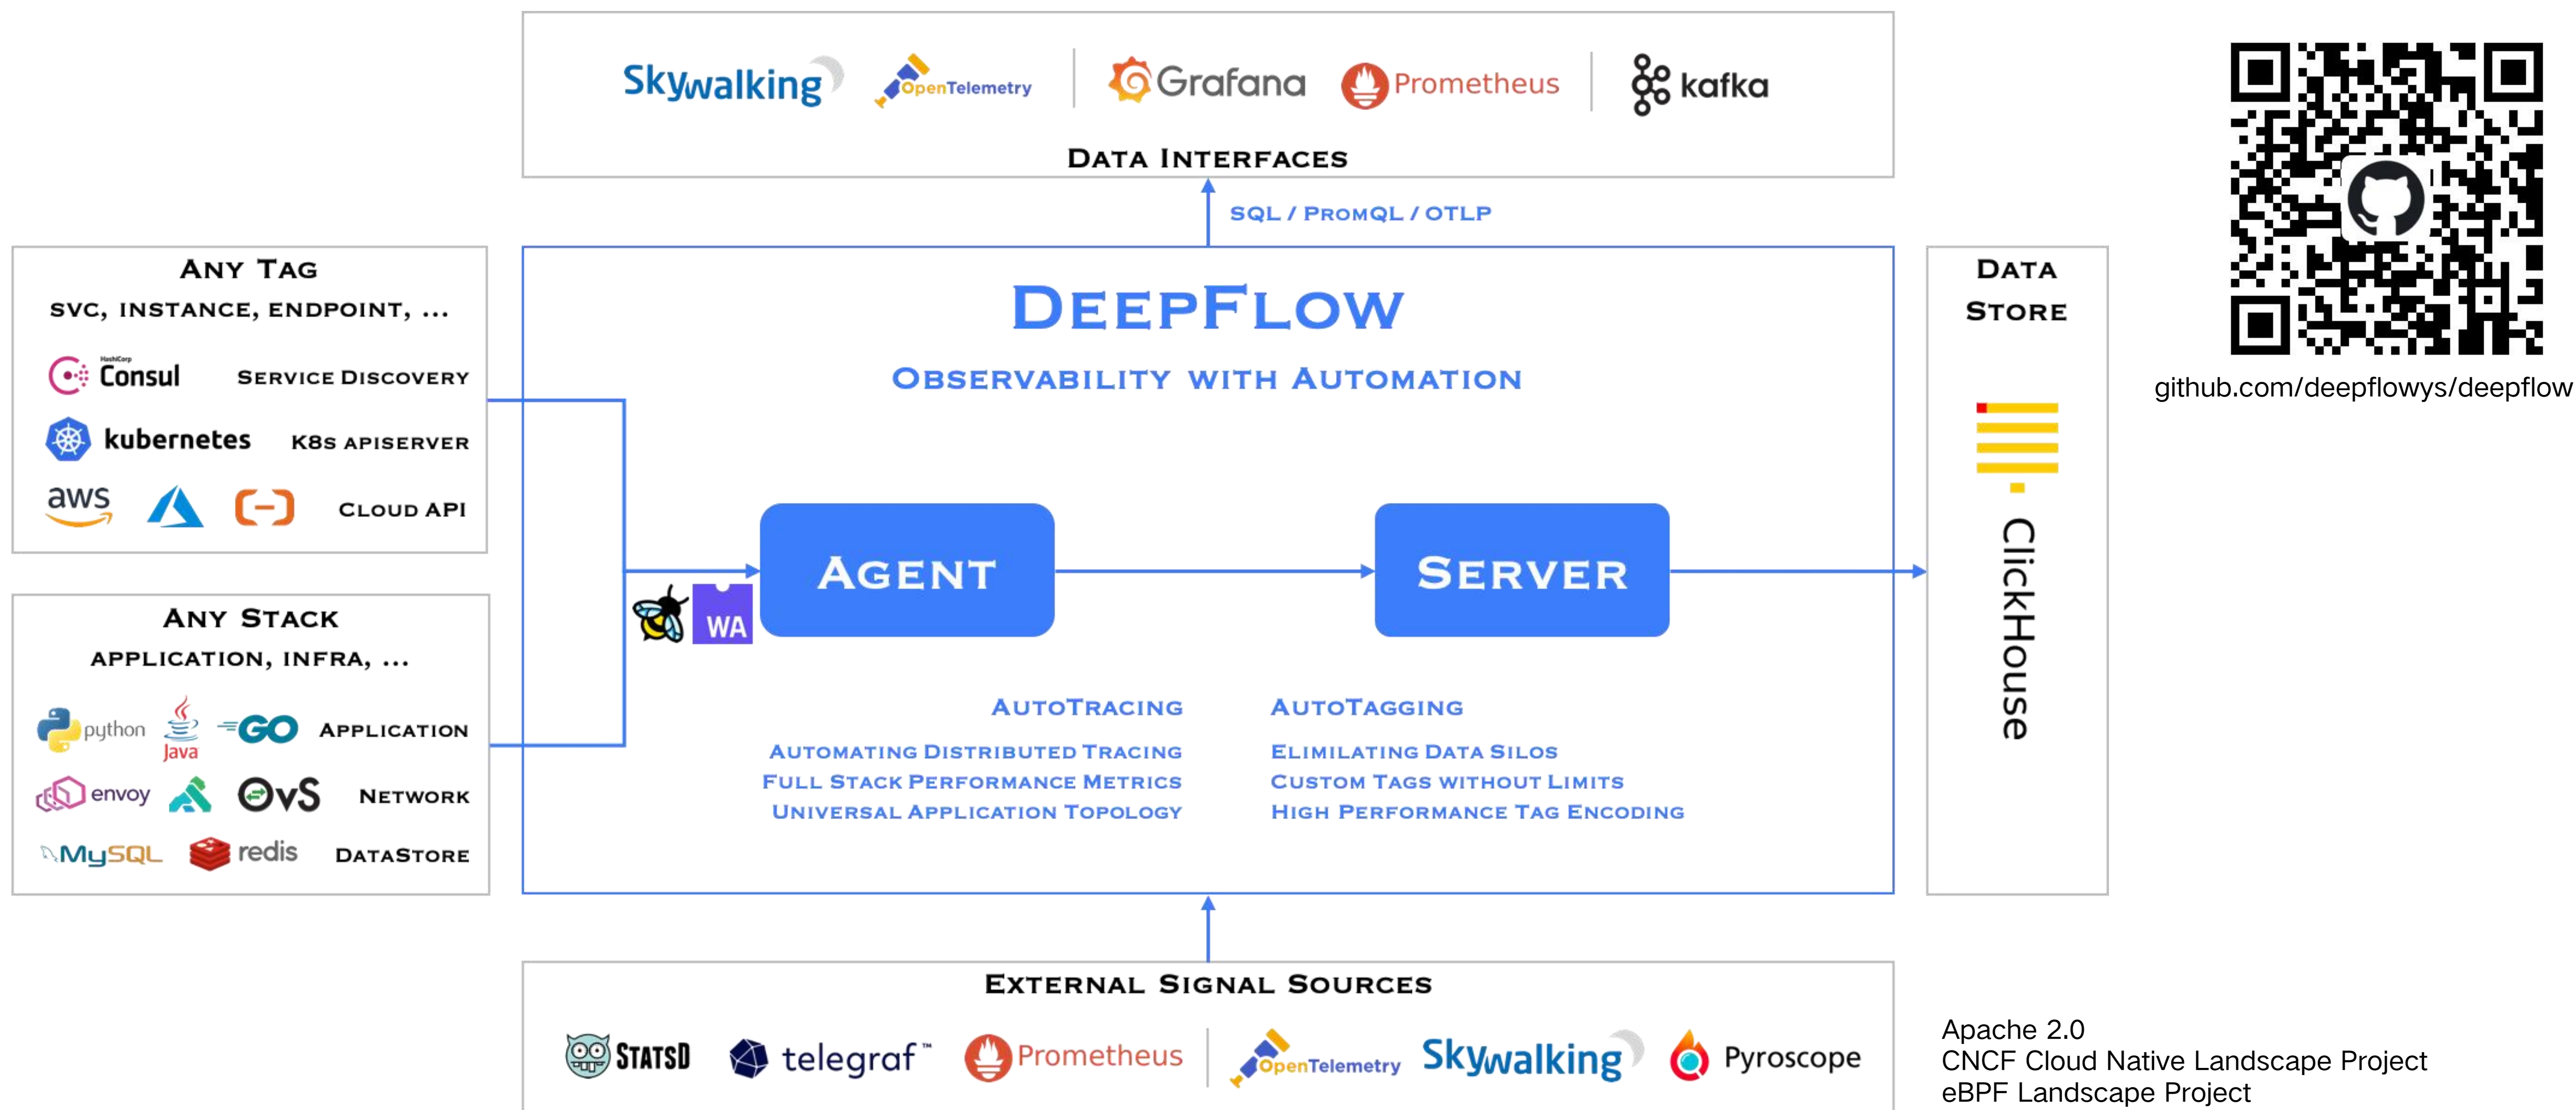 Skywalking
OpenTelemetry
Grafana
Prometheus
kafka
DATA INTERFACES
SQL / PROMQL / OTLP
ANY TAG
SVC, INSTANCE, ENDPOINT, ...
HashiCorp
Consul
SERVICE DISCOVERY
kubernetes
K8S APISERVER
aws
CLOUD API
ANY STACK
APPLICATION, INFRA, ...
python
Java
GO
APPLICATION
envoy
OvS
NETWORK
MySQL
redis
DATASTORE
DEEPFLOW
OBSERVABILITY WITH AUTOMATION
WA
AGENT
SERVER
AUTOTRACING
AUTOMATING DISTRIBUTED TRACING
FULL STACK PERFORMANCE METRICS
UNIVERSAL APPLICATION TOPOLOGY
AUTOTAGGING
ELIMILATING DATA SILOS
CUSTOM TAGS WITHOUT LIMITS
HIGH PERFORMANCE TAG ENCODING
DATA
STORE
ClickHouse
github.com/deepflowys/deepflow
EXTERNAL SIGNAL SOURCES
STATSD
telegraf™
Prometheus
OpenTelemetry
Skywalking
Pyroscope
Apache 2.0
CNCF Cloud Native Landscape Project
eBPF Landscape Project